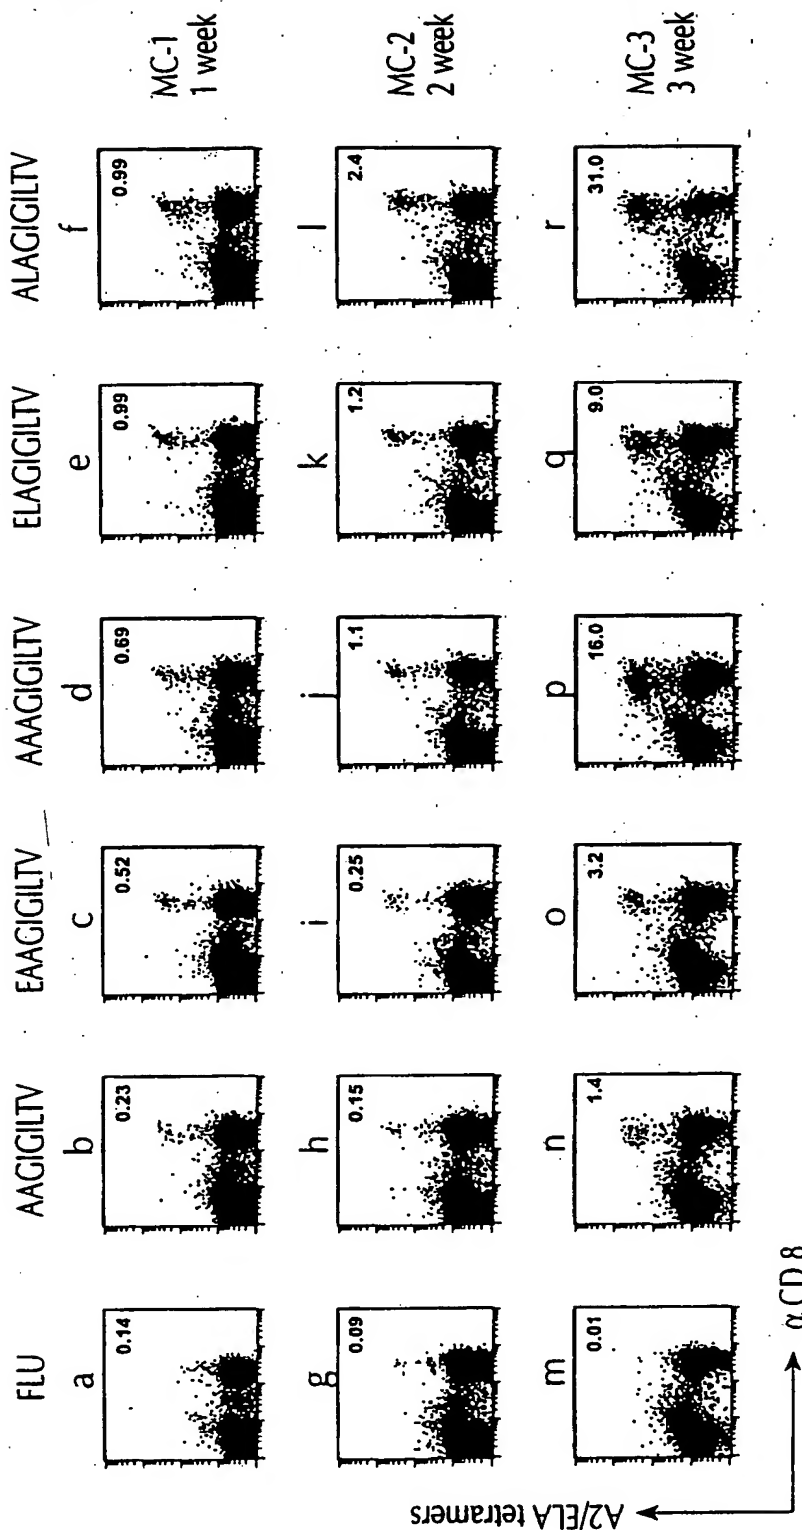 FLU AAGIGILTV EAAGIGILTV AAAGIGILTV ELAGIGILTV ALAGIGILTV
a b c d e f
0.14 0.23 0.52 0.69 0.99 0.99
MC-1
1 week
g h i j k l
0.09 0.15 0.25 1.1 1.2 2.4
MC-2
2 week
m n o p q r
0.01 1.4 3.2 16.0 9.0 31.0
MC-3
3 week
A2/ELA tetramers
α CD 8